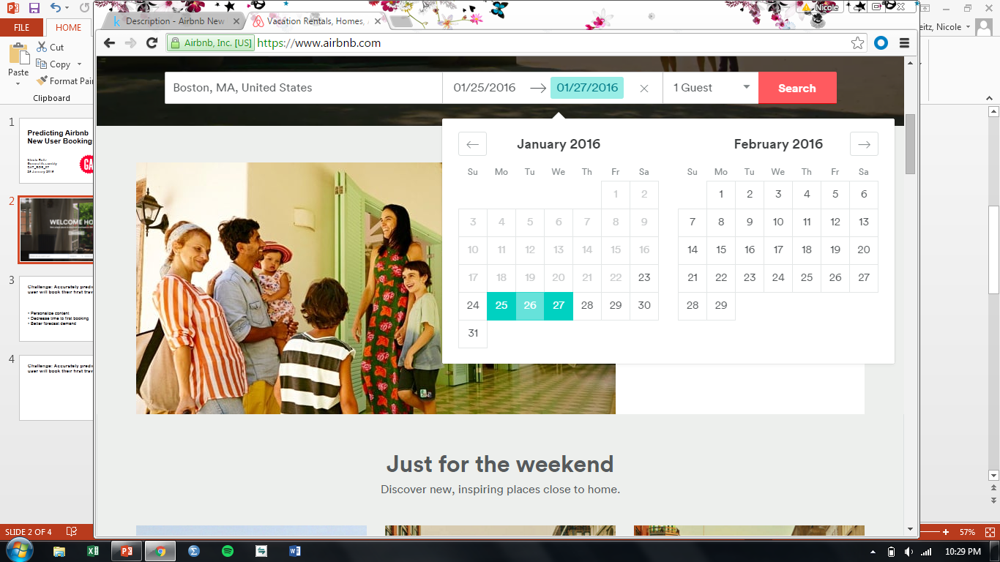 Nicole
Description - Airbnb New
Vacation Rentals, Homes,
FILE
HOME
eitz, Nicole
Airbnb, Inc. [US]
https://www.airbnb.com
Paste
Cut
Copy
Format Pai
Clipboard
Boston, MA, United States
01/25/2016
01/27/2016
1 Guest
Search
January 2016
February 2016
Su Mo Tu We Th Fr Sa
1 2
3 4 5 6 7 8 9
10 11 12 13 14 15 16
17 18 19 20 21 22 23
24 25 26 27 28 29 30
31
Su Mo Tu We Th Fr Sa
1 2 3 4 5 6
7 8 9 10 11 12 13
14 15 16 17 18 19 20
21 22 23 24 25 26 27
28 29
1
Predicting Airbnb
New User Booking
General Assembly
GA
2
WELCOME HO
3
Challenge: Accurately predi
user will book their first trav
• Personalize content
• Decrease time to first booking
• Better forecast demand
4
Challenge: Accurately predi
user will book their first trav
Just for the weekend
Discover new, inspiring places close to home.
SLIDE 2 OF 4
57%
10:29 PM